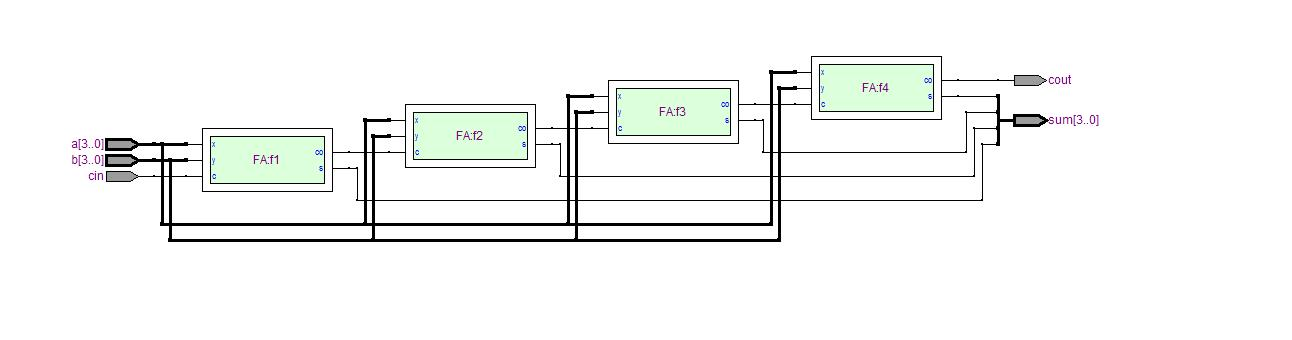 a[3..0]
b[3..0]
cin
x
y
c
FA:f1
co
s
x
y
c
FA:f2
co
s
x
y
c
FA:f3
co
s
x
y
c
FA:f4
co
s
cout
sum[3..0]